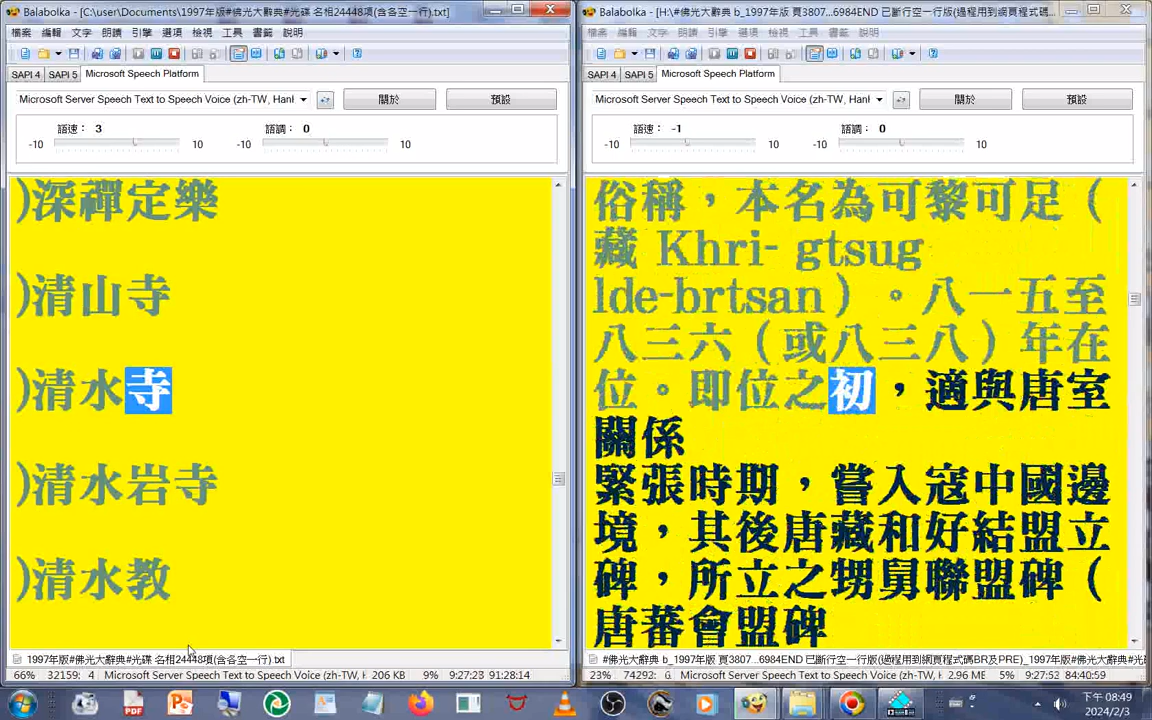 Balabolka - [C:\user\Documents\1997年版#佛光大辭典#光碟 名相24448項(含各空一行).txt]
檔案 編輯 文字 朗讀 引擎 選項 檢視 工具 書籤 說明
SAPI 4 SAPI 5 Microsoft Speech Platform
Microsoft Server Speech Text to Speech Voice (zh-TW, Hanl 關於 預設
語速： 3 語調： 0
-10 10 -10 10
)深禪定樂
)清山寺
)清水寺
)清水岩寺
)清水教
1997年版#佛光大辭典#光碟 名相24448項(含各空一行).txt
66% 32159: 4 Microsoft Server Speech Text to Speech Voice (zh-TW, H 206 KB 9% 9:27:23 91:28:14
Balabolka - [H:\#佛光大辭典 b_1997年版 頁3807...6984END 已斷行空一行版(過程用到網頁程式碼...
檔案 編輯 文字 朗讀 引擎 選項 檢視 工具 書籤 說明
SAPI 4 SAPI 5 Microsoft Speech Platform
Microsoft Server Speech Text to Speech Voice (zh-TW, Hanl 關於 預設
語速： -1 語調： 0
-10 10 -10 10
俗稱，本名為可黎可足（
藏 Khri- gtsug
lde-brtsan）。八一五至
八三六（或八三八）年在
位。即位之初，適與唐室
關係
緊張時期，嘗入寇中國邊
境，其後唐藏和好結盟立
碑，所立之甥舅聯盟碑（
唐蕃會盟碑
#佛光大辭典 b_1997年版 頁3807...6984END 已斷行空一行版(過程用到網頁程式碼BR及PRE)_1997年版#佛光
23% 74292: 6 Microsoft Server Speech Text to Speech Voice (zh-TW, 2.96 MB 5% 9:27:53 84:40:59
下午 08:49
2024/2/3